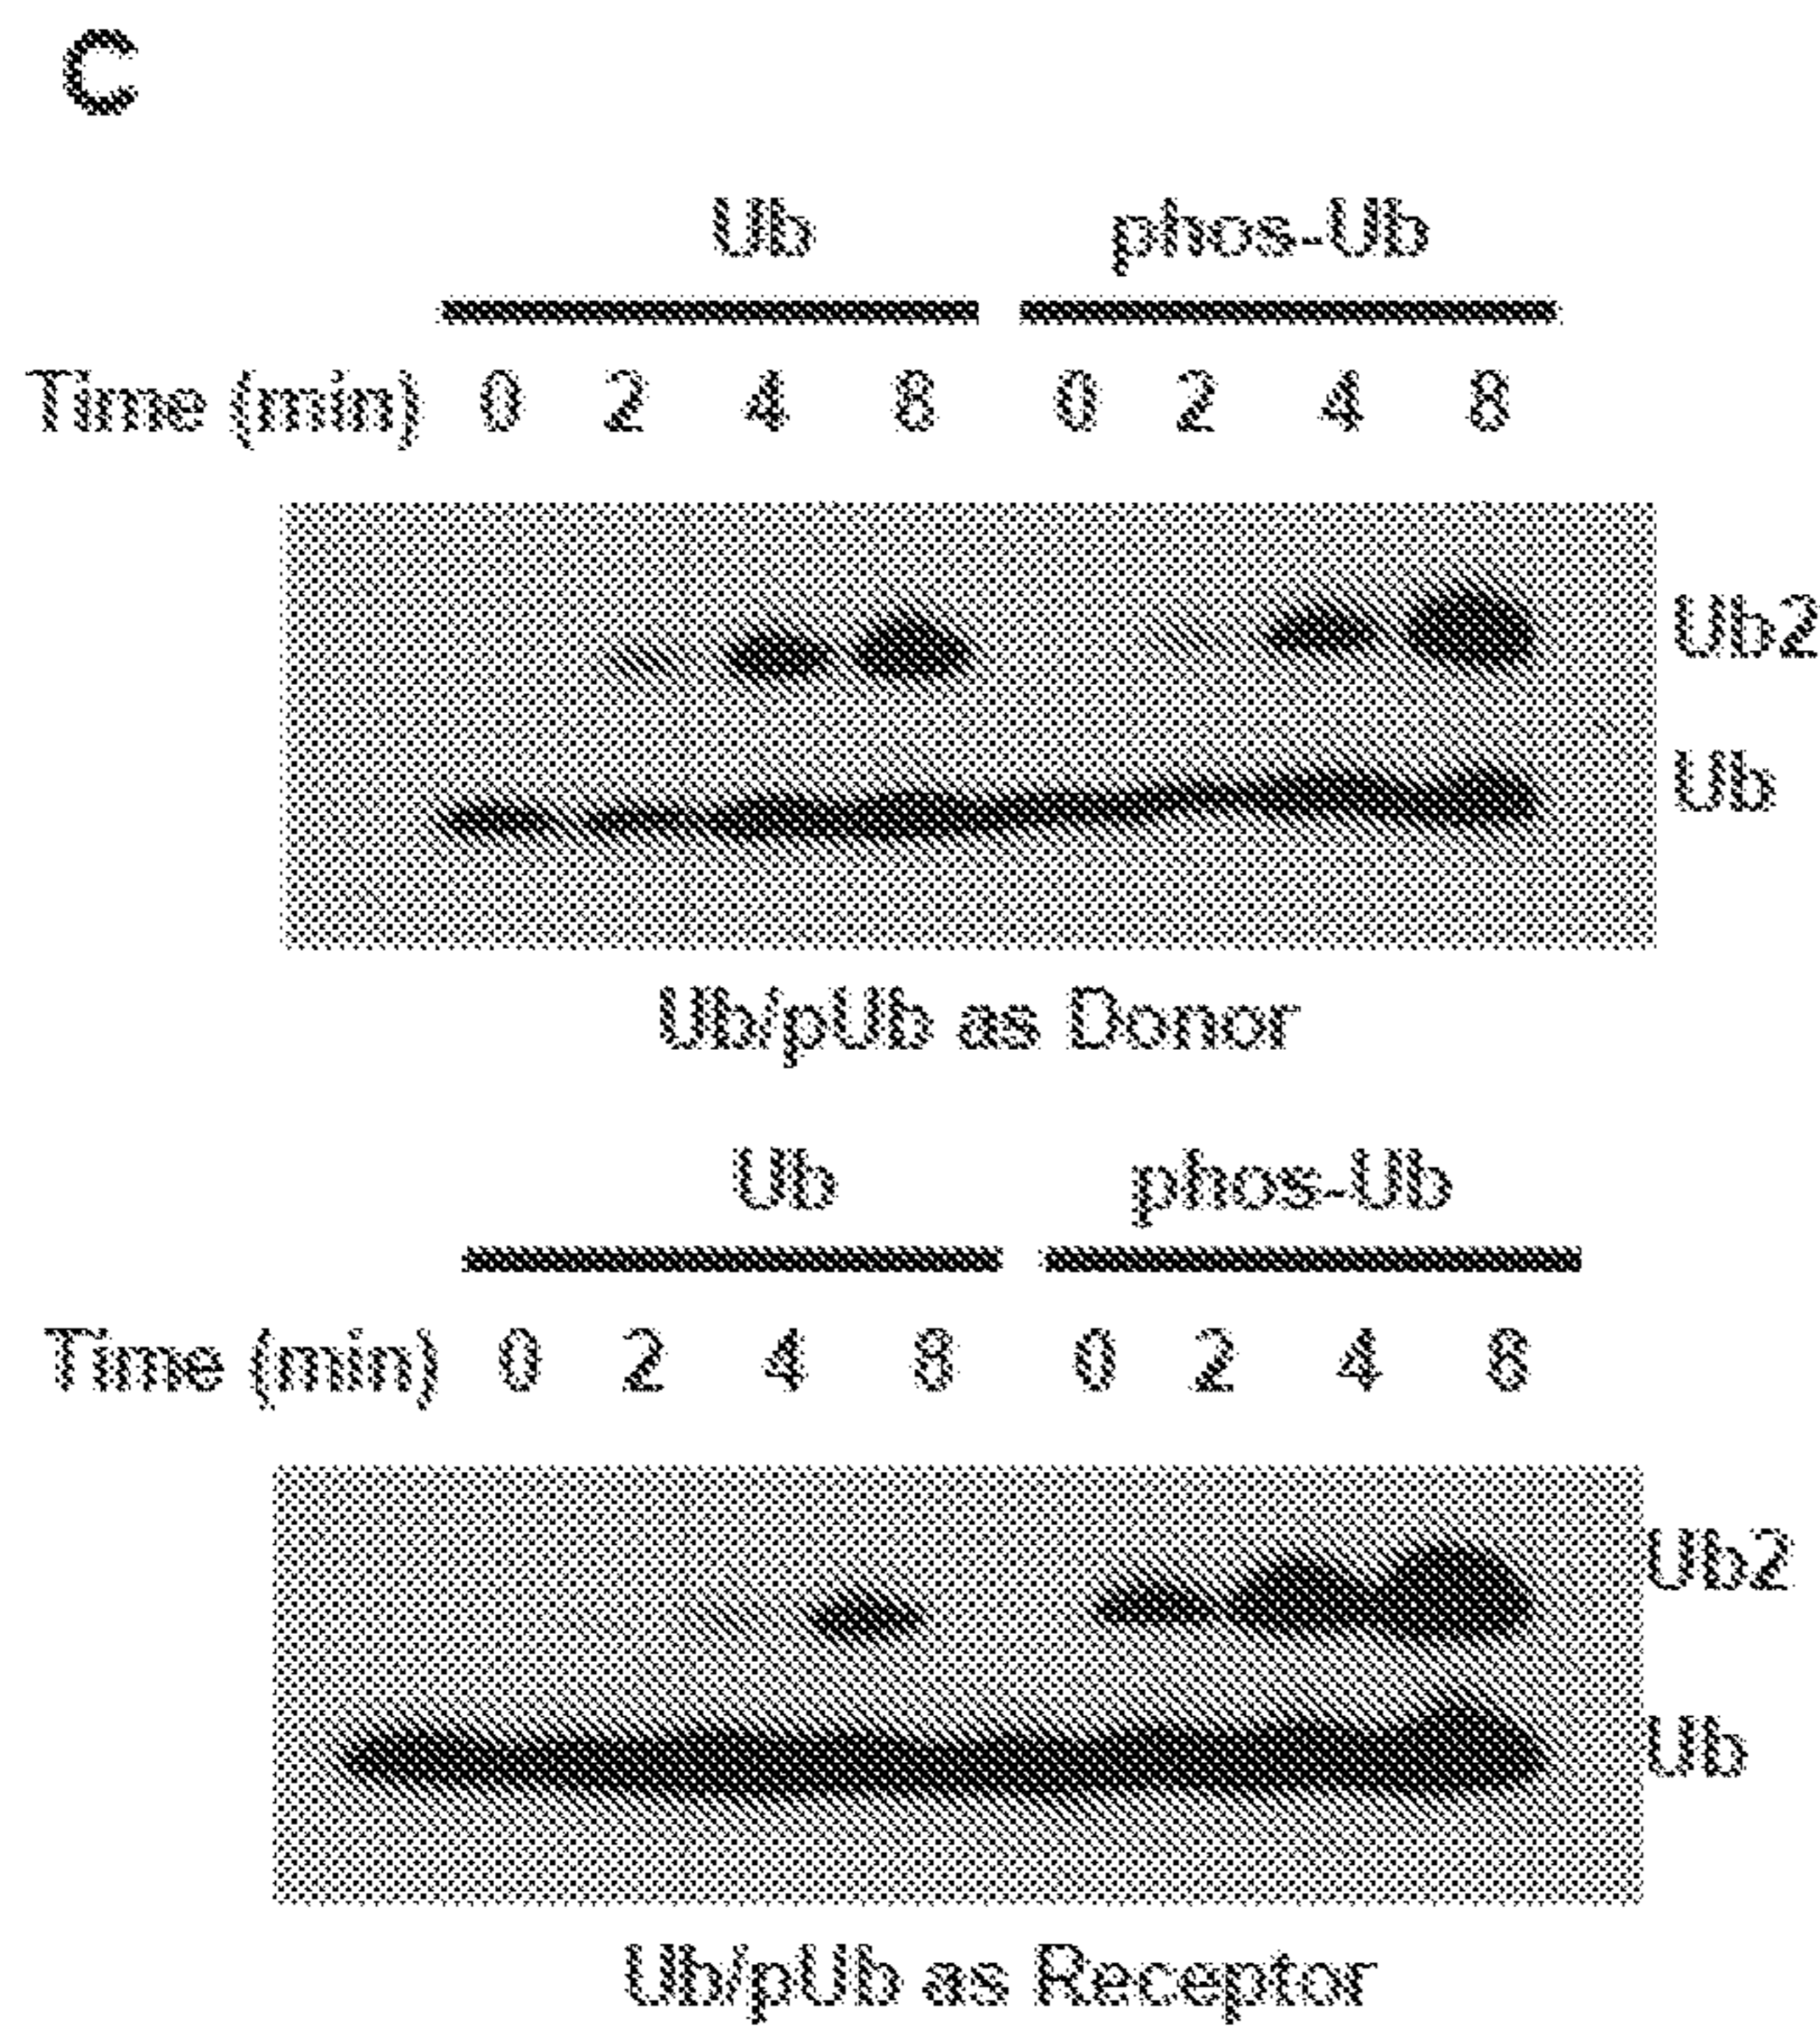 C
Ub phos-Ub
Time (min) 0 2 4 8 0 2 4 8
Ub2
Ub
Ub/pUb as Donor
Ub phos-Ub
Time (min) 0 2 4 8 0 2 4 8
Ub2
Ub
Ub/pUb as Receptor